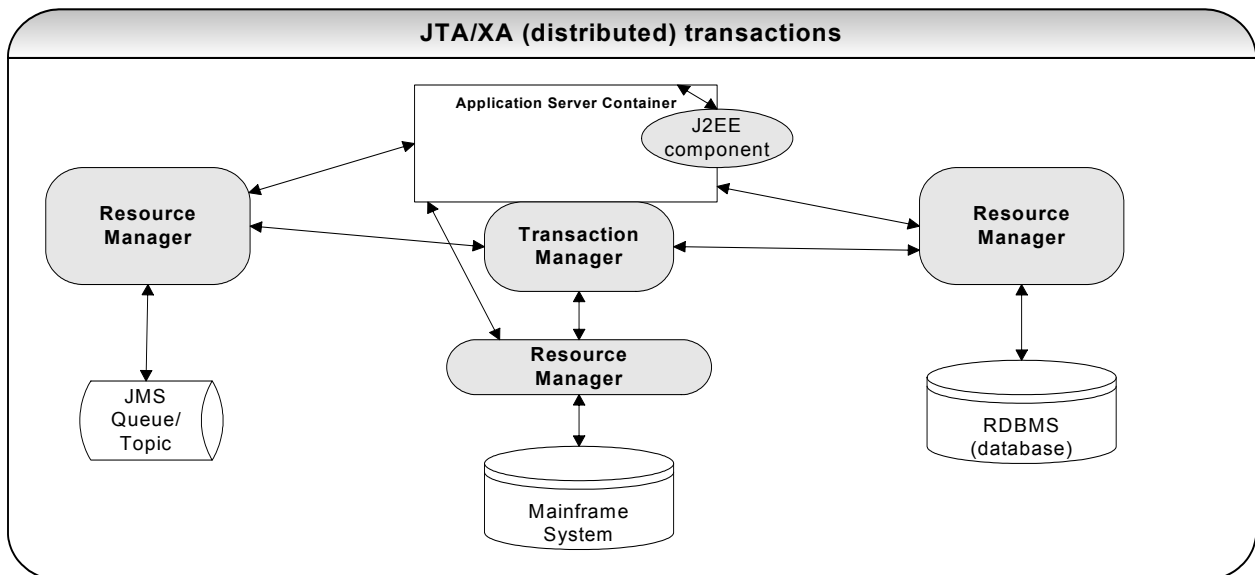 JTA/XA (distributed) transactions
Application Server Container
J2EE
component
Resource
Manager
Transaction
Manager
Resource
Manager
Resource
Manager
JMS
Queue/
Topic
RDBMS
(database)
Mainframe
System